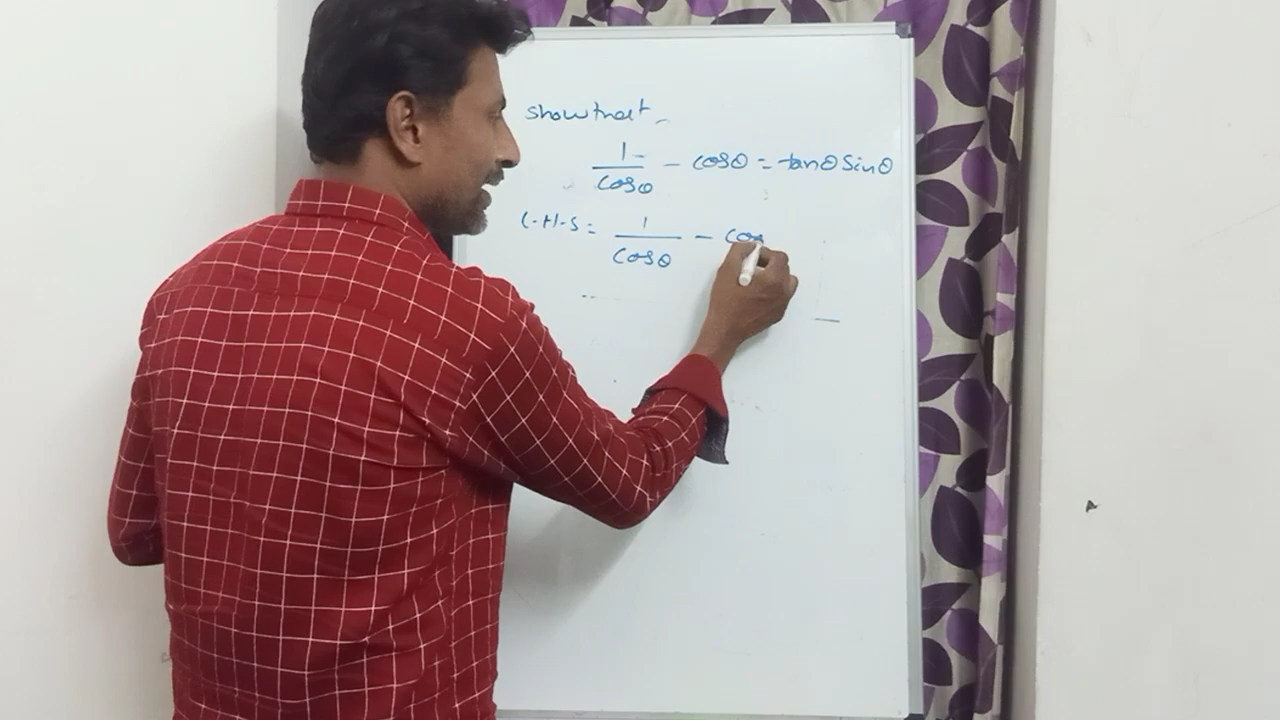 Show that
1/cosθ - cosθ = tanθ sinθ
L-H-S = 1/cosθ - cos